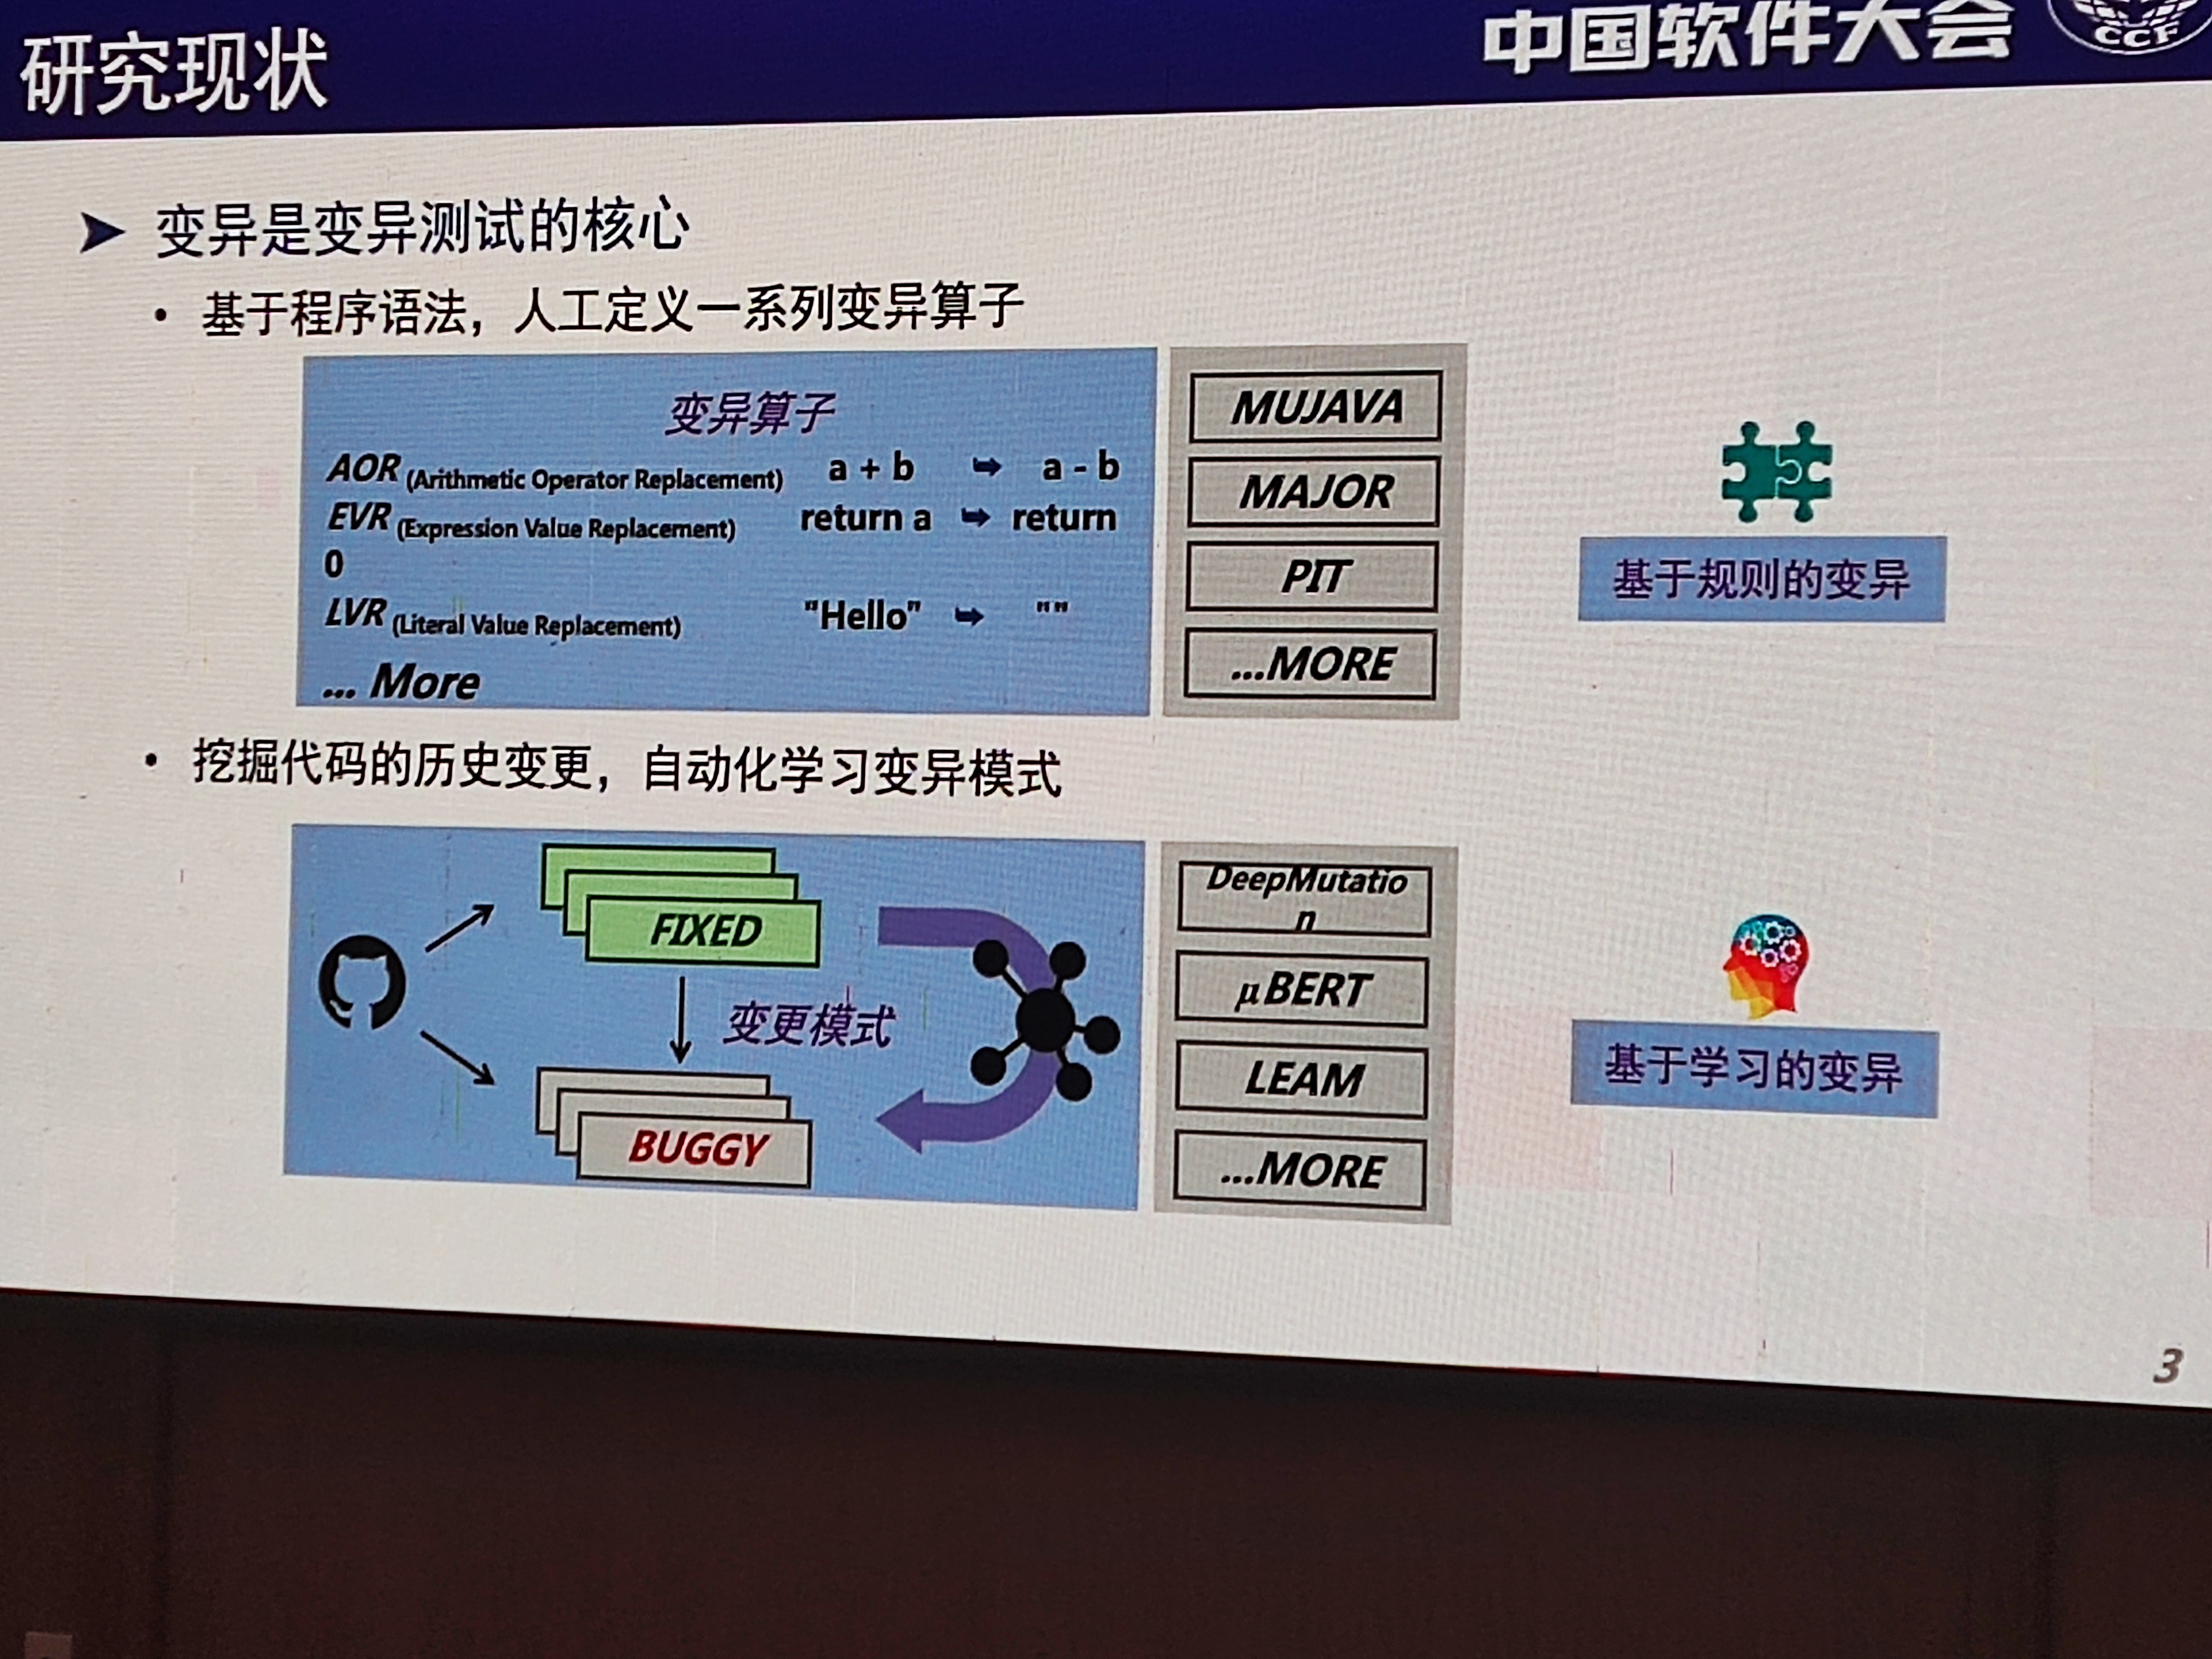 研究现状
中国软件大会
CCF
变异是变异测试的核心
• 基于程序语法，人工定义一系列变异算子
变异算子
AOR (Arithmetic Operator Replacement) a + b ➥ a - b
EVR (Expression Value Replacement) return a ➥ return
0
LVR (Literal Value Replacement) "Hello" ➥ ""
... More
MUJAVA
MAJOR
PIT
...MORE
基于规则的变异
• 挖掘代码的历史变更，自动化学习变异模式
FIXED
变更模式
BUGGY
DeepMutatio
n
μBERT
LEAM
...MORE
基于学习的变异
3